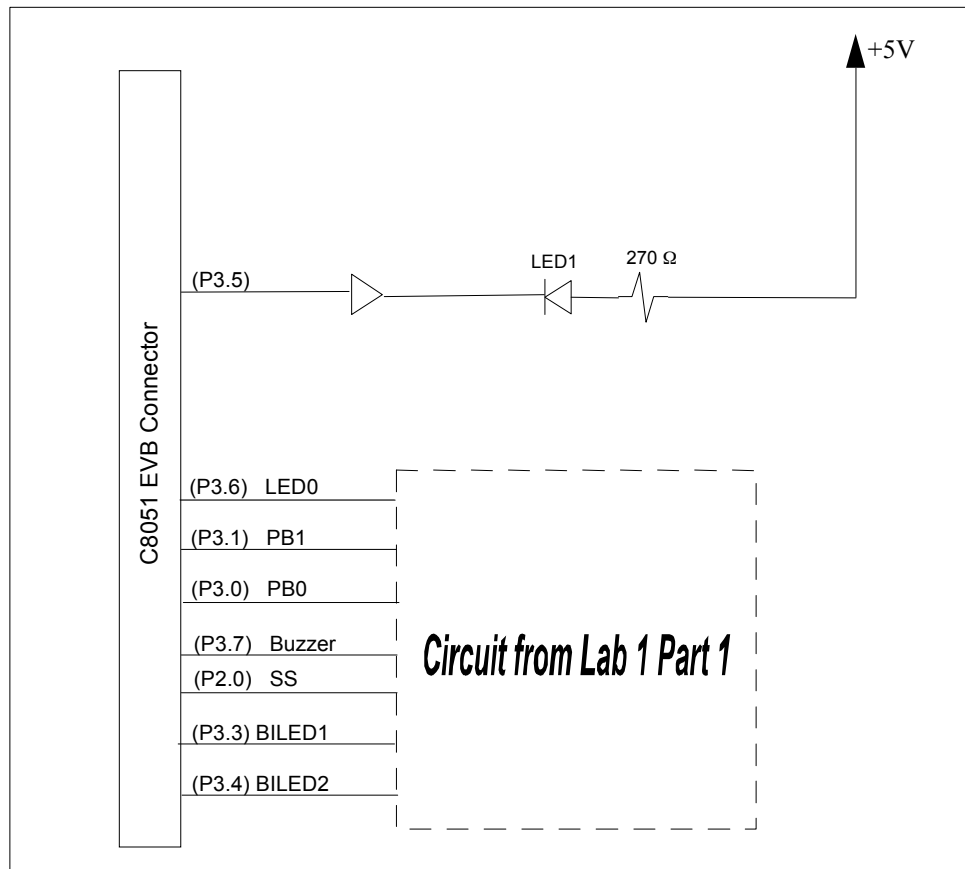 +5V
(P3.5)
LED1
270 Ω
C8051 EVB Connector
(P3.6) LED0
(P3.1) PB1
(P3.0) PB0
(P3.7) Buzzer
(P2.0) SS
(P3.3) BILED1
(P3.4) BILED2
Circuit from Lab 1 Part 1